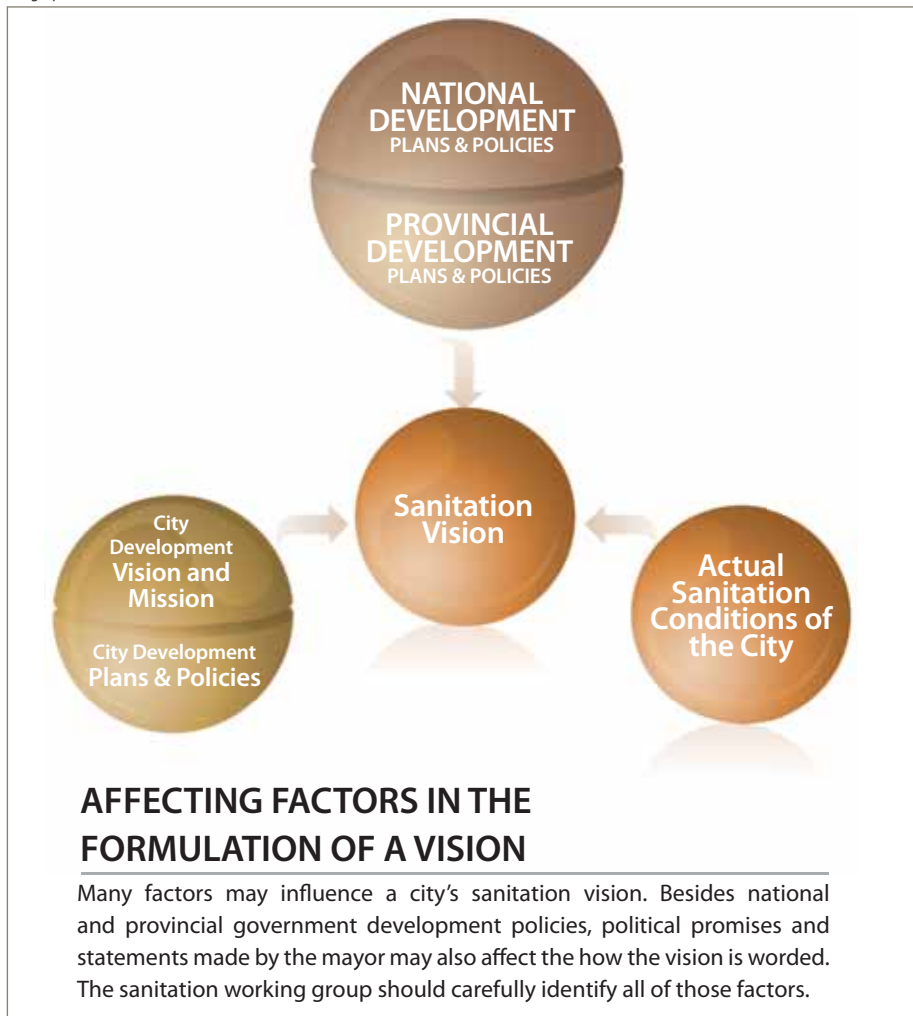 NATIONAL
DEVELOPMENT
PLANS & POLICIES
PROVINCIAL
DEVELOPMENT
PLANS & POLICIES
Sanitation
Vision
City
Development
Vision and
Mission
City Development
Plans & Policies
Actual
Sanitation
Conditions of
the City
AFFECTING FACTORS IN THE
FORMULATION OF A VISION
Many factors may influence a city's sanitation vision. Besides national
and provincial government development policies, political promises and
statements made by the mayor may also affect the how the vision is worded.
The sanitation working group should carefully identify all of those factors.